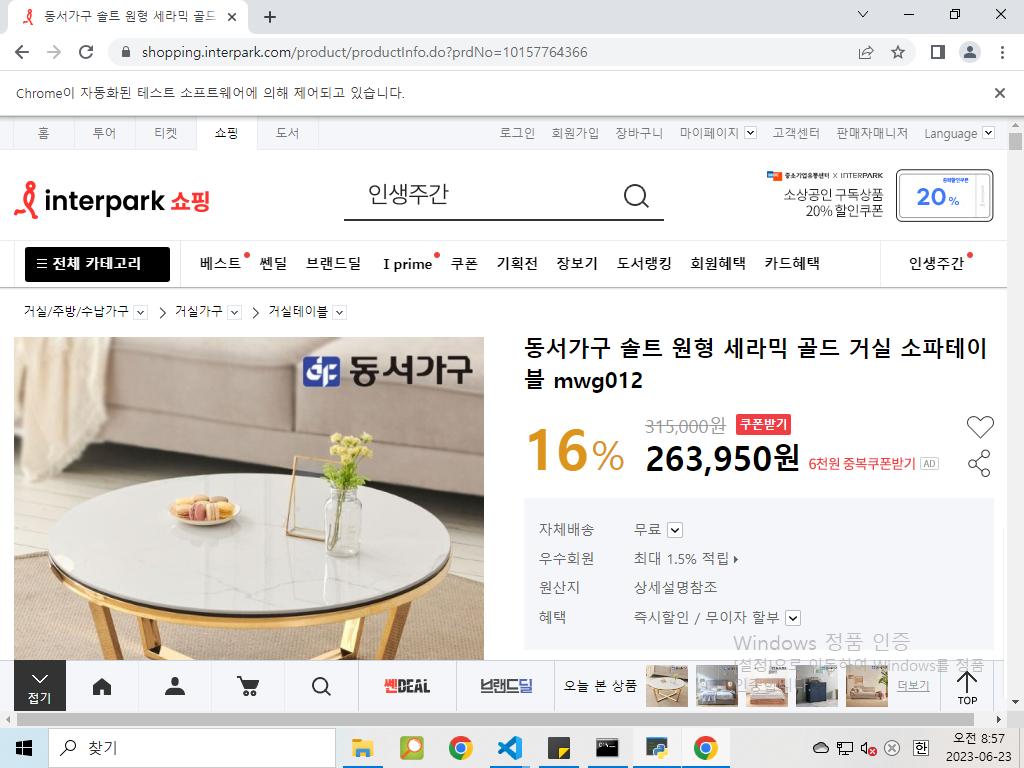 동서가구 솔트 원형 세라믹 골드
shopping.interpark.com/product/productInfo.do?prdNo=10157764366
Chrome이 자동화된 테스트 소프트웨어에 의해 제어되고 있습니다.
홈 투어 티켓 쇼핑 도서 로그인 회원가입 장바구니 마이페이지 고객센터 판매자매니저 Language
interpark 쇼핑
인생주간
중소기업유통센터 X INTERPARK
소상공인 구독상품
20% 할인쿠폰
중복할인쿠폰
20%
전체 카테고리 베스트 쎈딜 브랜드딜 I prime 쿠폰 기획전 장보기 도서랭킹 회원혜택 카드혜택 인생주간
거실/주방/수납가구 거실가구 거실테이블
동서가구
동서가구 솔트 원형 세라믹 골드 거실 소파테이
블 mwg012
16%
315,000원 쿠폰받기
263,950원 6천원 중복쿠폰받기 AD
자체배송 무료
우수회원 최대 1.5% 적립
원산지 상세설명참조
혜택 즉시할인 / 무이자 할부
Windows 정품 인증
[설정]으로 이동하여 Windows를 정품
인증합니다.
접기
쎈DEAL
브랜드딜
오늘 본 상품
더보기
TOP
찾기
한
오전 8:57
2023-06-23